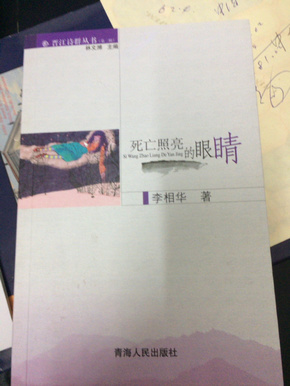 晋江诗群丛书
林文博 主编
死亡照亮
Si Wang Zhao Liang De Yan Jing
的眼睛
李相华 著
青海人民出版社